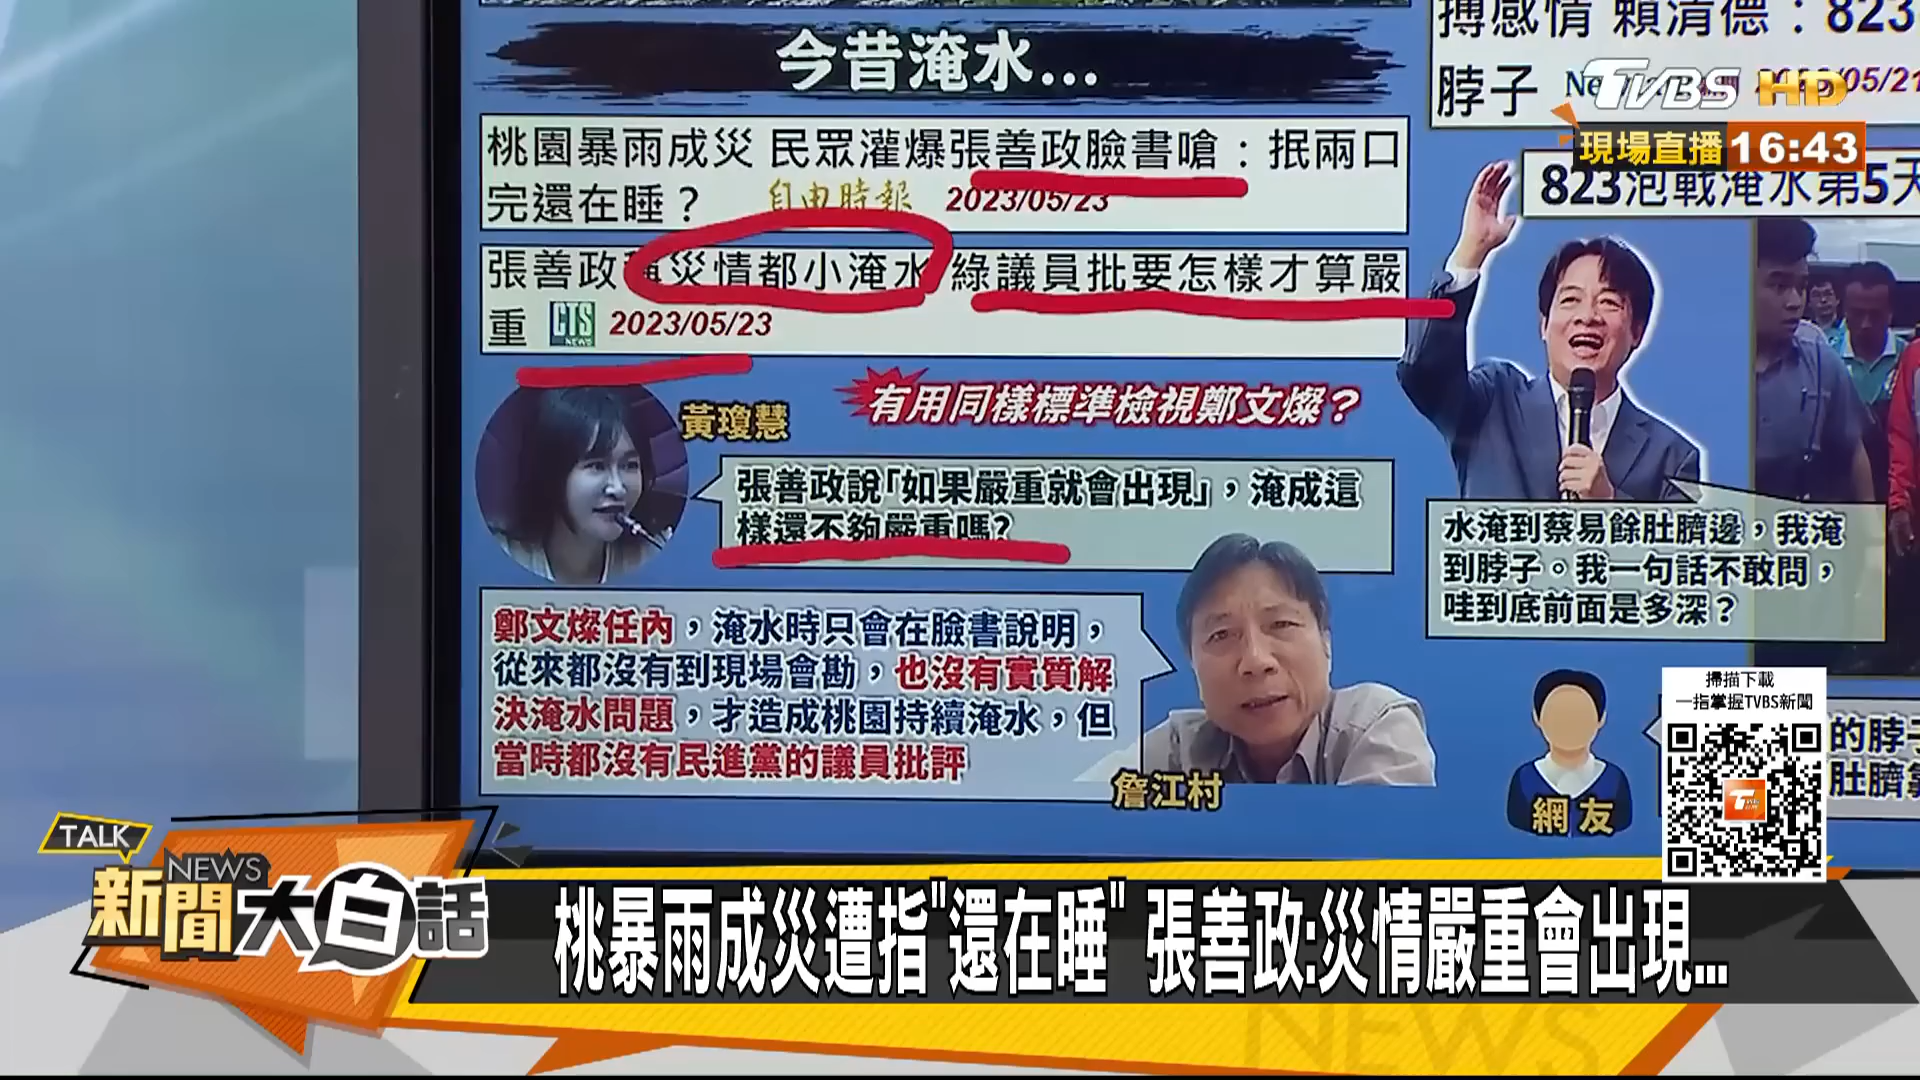 今昔淹水...
桃園暴雨成災 民眾灌爆張善政臉書嗆：抿兩口
完還在睡？ 自由時報 2023/05/23
張善政稱災情都小淹水 綠議員批要怎樣才算嚴
重 CTS NEWS 2023/05/23
有用同樣標準檢視鄭文燦？
黃瓊慧
張善政說「如果嚴重就會出現」，淹成這
樣還不夠嚴重嗎?
鄭文燦任內，淹水時只會在臉書說明，
從來都沒有到現場會勘，也沒有實質解
決淹水問題，才造成桃園持續淹水，但
當時都沒有民進黨的議員批評
詹江村
搏感情 賴清德：823
脖子
TVBS HD
現場直播 16:43
823泡戰淹水第5天
水淹到蔡易餘肚臍邊，我淹
到脖子。我一句話不敢問，
哇到底前面是多深？
網友
的脖子
肚臍
掃描下載
一指掌握TVBS新聞
TALK
NEWS
新聞大白話
桃暴雨成災遭指"還在睡" 張善政:災情嚴重會出現...
NEWS